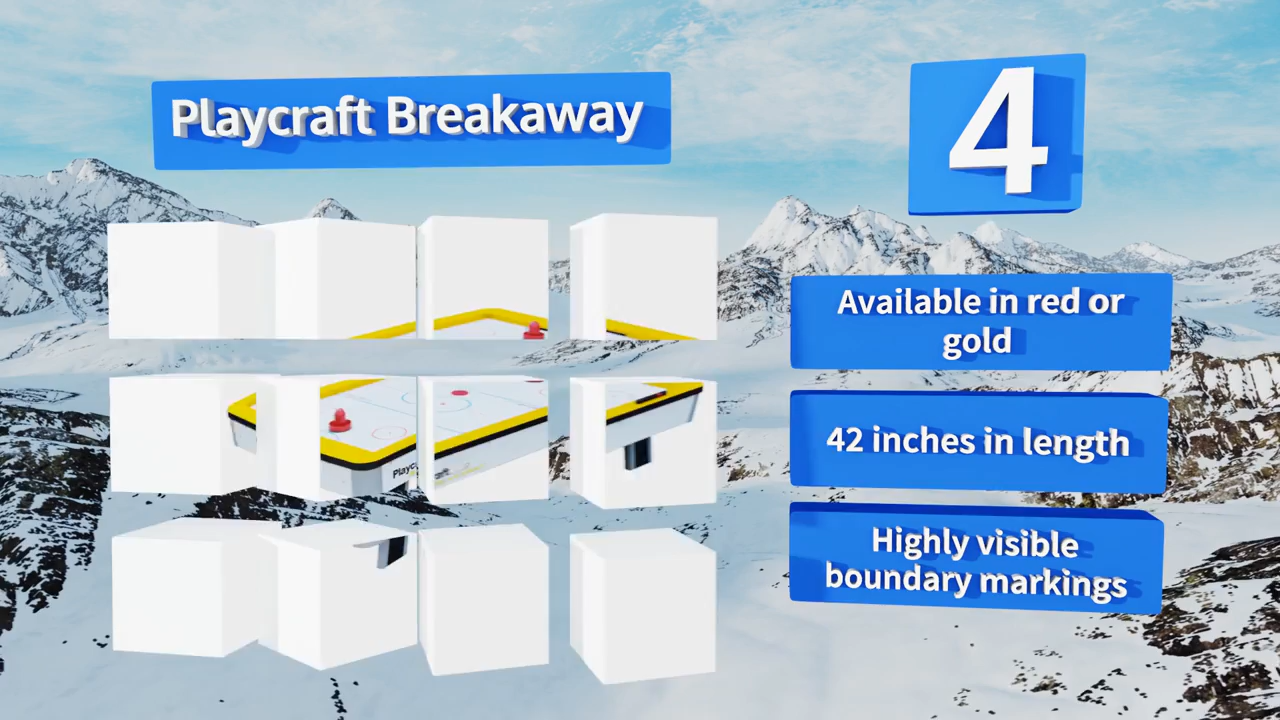 Playcraft Breakaway
4
Available in red or
gold
42 inches in length
Highly visible
boundary markings